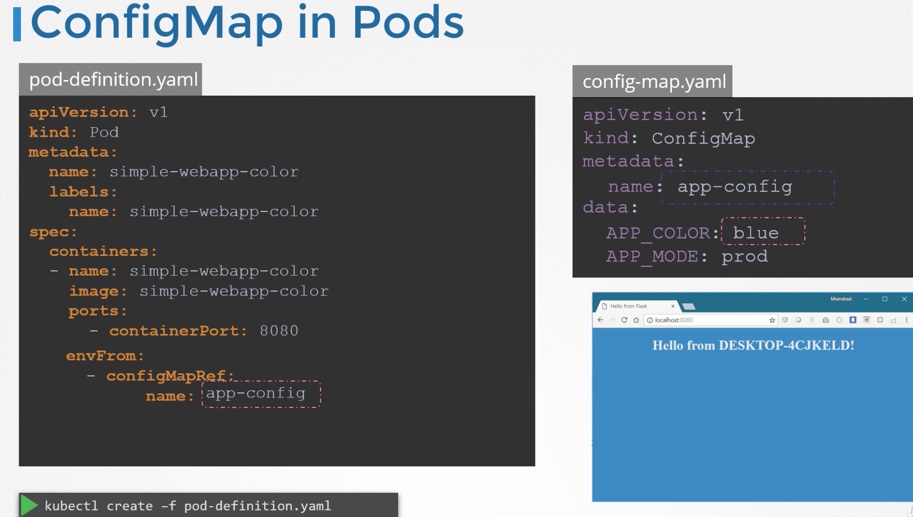 ConfigMap in Pods
pod-definition.yaml
apiVersion: v1
kind: Pod
metadata:
  name: simple-webapp-color
  labels:
    name: simple-webapp-color
spec:
  containers:
  - name: simple-webapp-color
    image: simple-webapp-color
    ports:
      - containerPort: 8080
    envFrom:
      - configMapRef:
            name: app-config
kubectl create -f pod-definition.yaml
config-map.yaml
apiVersion: v1
kind: ConfigMap
metadata:
  name: app-config
data:
  APP_COLOR: blue
  APP_MODE: prod
Hello from Flask
Mumshad
localhost:8080
Hello from DESKTOP-4CJKELD!